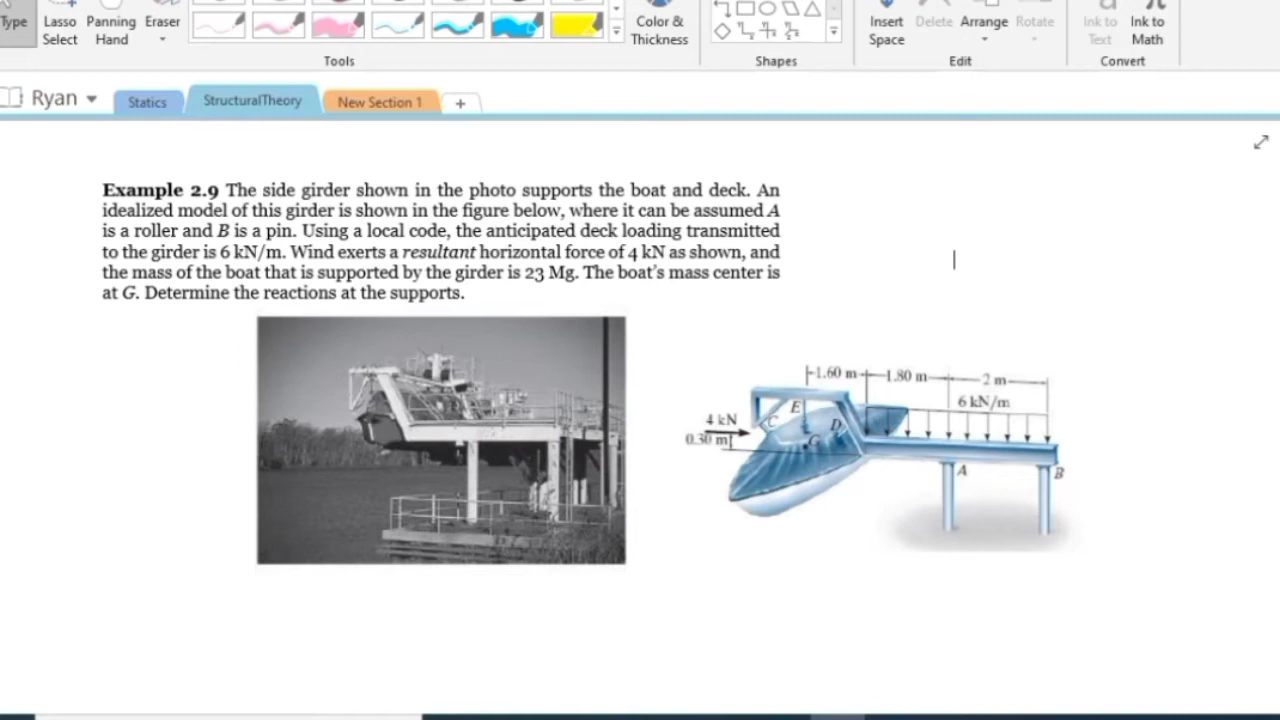 Type
Lasso Select
Panning Hand
Eraser
Color & Thickness
Insert Space
Delete
Arrange
Rotate
Ink to Text
Ink to Math
Tools
Shapes
Edit
Convert
Ryan
Statics
StructuralTheory
New Section 1
+
Example 2.9 The side girder shown in the photo supports the boat and deck. An
idealized model of this girder is shown in the figure below, where it can be assumed A
is a roller and B is a pin. Using a local code, the anticipated deck loading transmitted
to the girder is 6 kN/m. Wind exerts a resultant horizontal force of 4 kN as shown, and
the mass of the boat that is supported by the girder is 23 Mg. The boat's mass center is
at G. Determine the reactions at the supports.
1.60 m
1.80 m
2 m
6 kN/m
E
4 kN
C
D
0.30 m
G
A
B